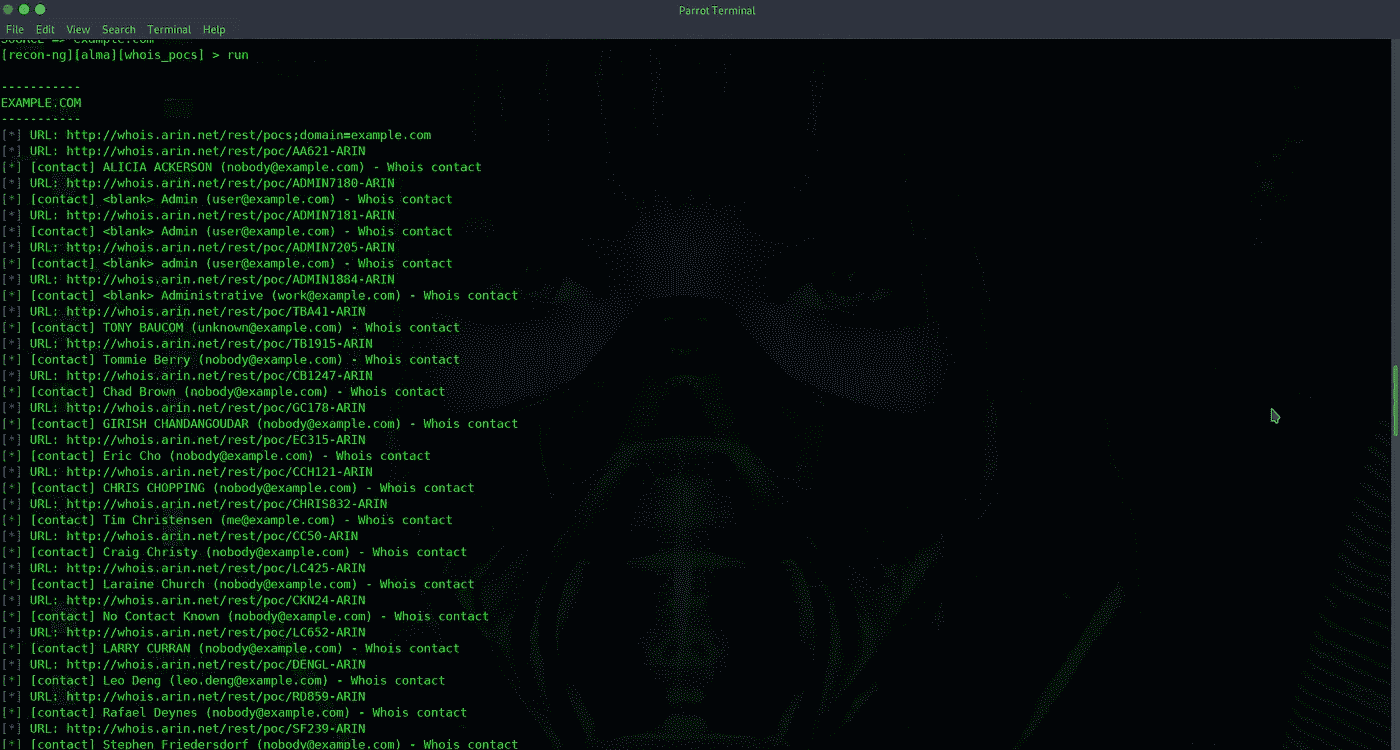 Parrot Terminal
File Edit View Search Terminal Help
SOURCE => example.com
[recon-ng][alma][whois_pocs] > run
-----------
EXAMPLE.COM
-----------
[*] URL: http://whois.arin.net/rest/pocs;domain=example.com
[*] URL: http://whois.arin.net/rest/poc/AA621-ARIN
[*] [contact] ALICIA ACKERSON (nobody@example.com) - Whois contact
[*] URL: http://whois.arin.net/rest/poc/ADMIN7180-ARIN
[*] [contact] <blank> Admin (user@example.com) - Whois contact
[*] URL: http://whois.arin.net/rest/poc/ADMIN7181-ARIN
[*] [contact] <blank> Admin (user@example.com) - Whois contact
[*] URL: http://whois.arin.net/rest/poc/ADMIN7205-ARIN
[*] [contact] <blank> admin (user@example.com) - Whois contact
[*] URL: http://whois.arin.net/rest/poc/ADMIN1884-ARIN
[*] [contact] <blank> Administrative (work@example.com) - Whois contact
[*] URL: http://whois.arin.net/rest/poc/TBA41-ARIN
[*] [contact] TONY BAUCOM (unknown@example.com) - Whois contact
[*] URL: http://whois.arin.net/rest/poc/TB1915-ARIN
[*] [contact] Tommie Berry (nobody@example.com) - Whois contact
[*] URL: http://whois.arin.net/rest/poc/CB1247-ARIN
[*] [contact] Chad Brown (nobody@example.com) - Whois contact
[*] URL: http://whois.arin.net/rest/poc/GC178-ARIN
[*] [contact] GIRISH CHANDANGOUDAR (nobody@example.com) - Whois contact
[*] URL: http://whois.arin.net/rest/poc/EC315-ARIN
[*] [contact] Eric Cho (nobody@example.com) - Whois contact
[*] URL: http://whois.arin.net/rest/poc/CCH121-ARIN
[*] [contact] CHRIS CHOPPING (nobody@example.com) - Whois contact
[*] URL: http://whois.arin.net/rest/poc/CHRIS832-ARIN
[*] [contact] Tim Christensen (me@example.com) - Whois contact
[*] URL: http://whois.arin.net/rest/poc/CC50-ARIN
[*] [contact] Craig Christy (nobody@example.com) - Whois contact
[*] URL: http://whois.arin.net/rest/poc/LC425-ARIN
[*] [contact] Laraine Church (nobody@example.com) - Whois contact
[*] URL: http://whois.arin.net/rest/poc/CKN24-ARIN
[*] [contact] No Contact Known (nobody@example.com) - Whois contact
[*] URL: http://whois.arin.net/rest/poc/LC652-ARIN
[*] [contact] LARRY CURRAN (nobody@example.com) - Whois contact
[*] URL: http://whois.arin.net/rest/poc/DENGL-ARIN
[*] [contact] Leo Deng (leo.deng@example.com) - Whois contact
[*] URL: http://whois.arin.net/rest/poc/RD859-ARIN
[*] [contact] Rafael Deynes (nobody@example.com) - Whois contact
[*] URL: http://whois.arin.net/rest/poc/SF239-ARIN
[*] [contact] Stephen Friedersdorf (nobody@example.com) - Whois contact